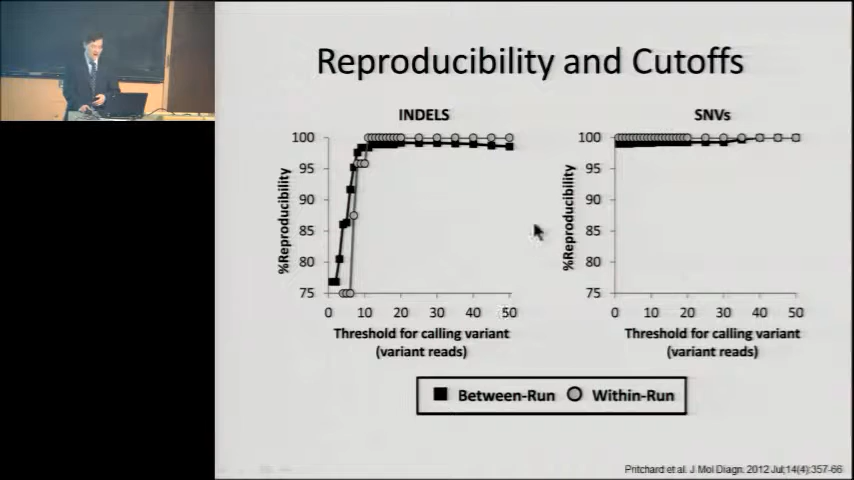 Reproducibility and Cutoffs
INDELS
100
95
90
85
80
75
%Reproducibility
0 10 20 30 40 50
Threshold for calling variant
(variant reads)
SNVs
100
95
90
85
80
75
%Reproducibility
0 10 20 30 40 50
Threshold for calling variant
(variant reads)
Between-Run Within-Run
Pritchard et al. J Mol Diagn. 2012 Jul;14(4):357-66